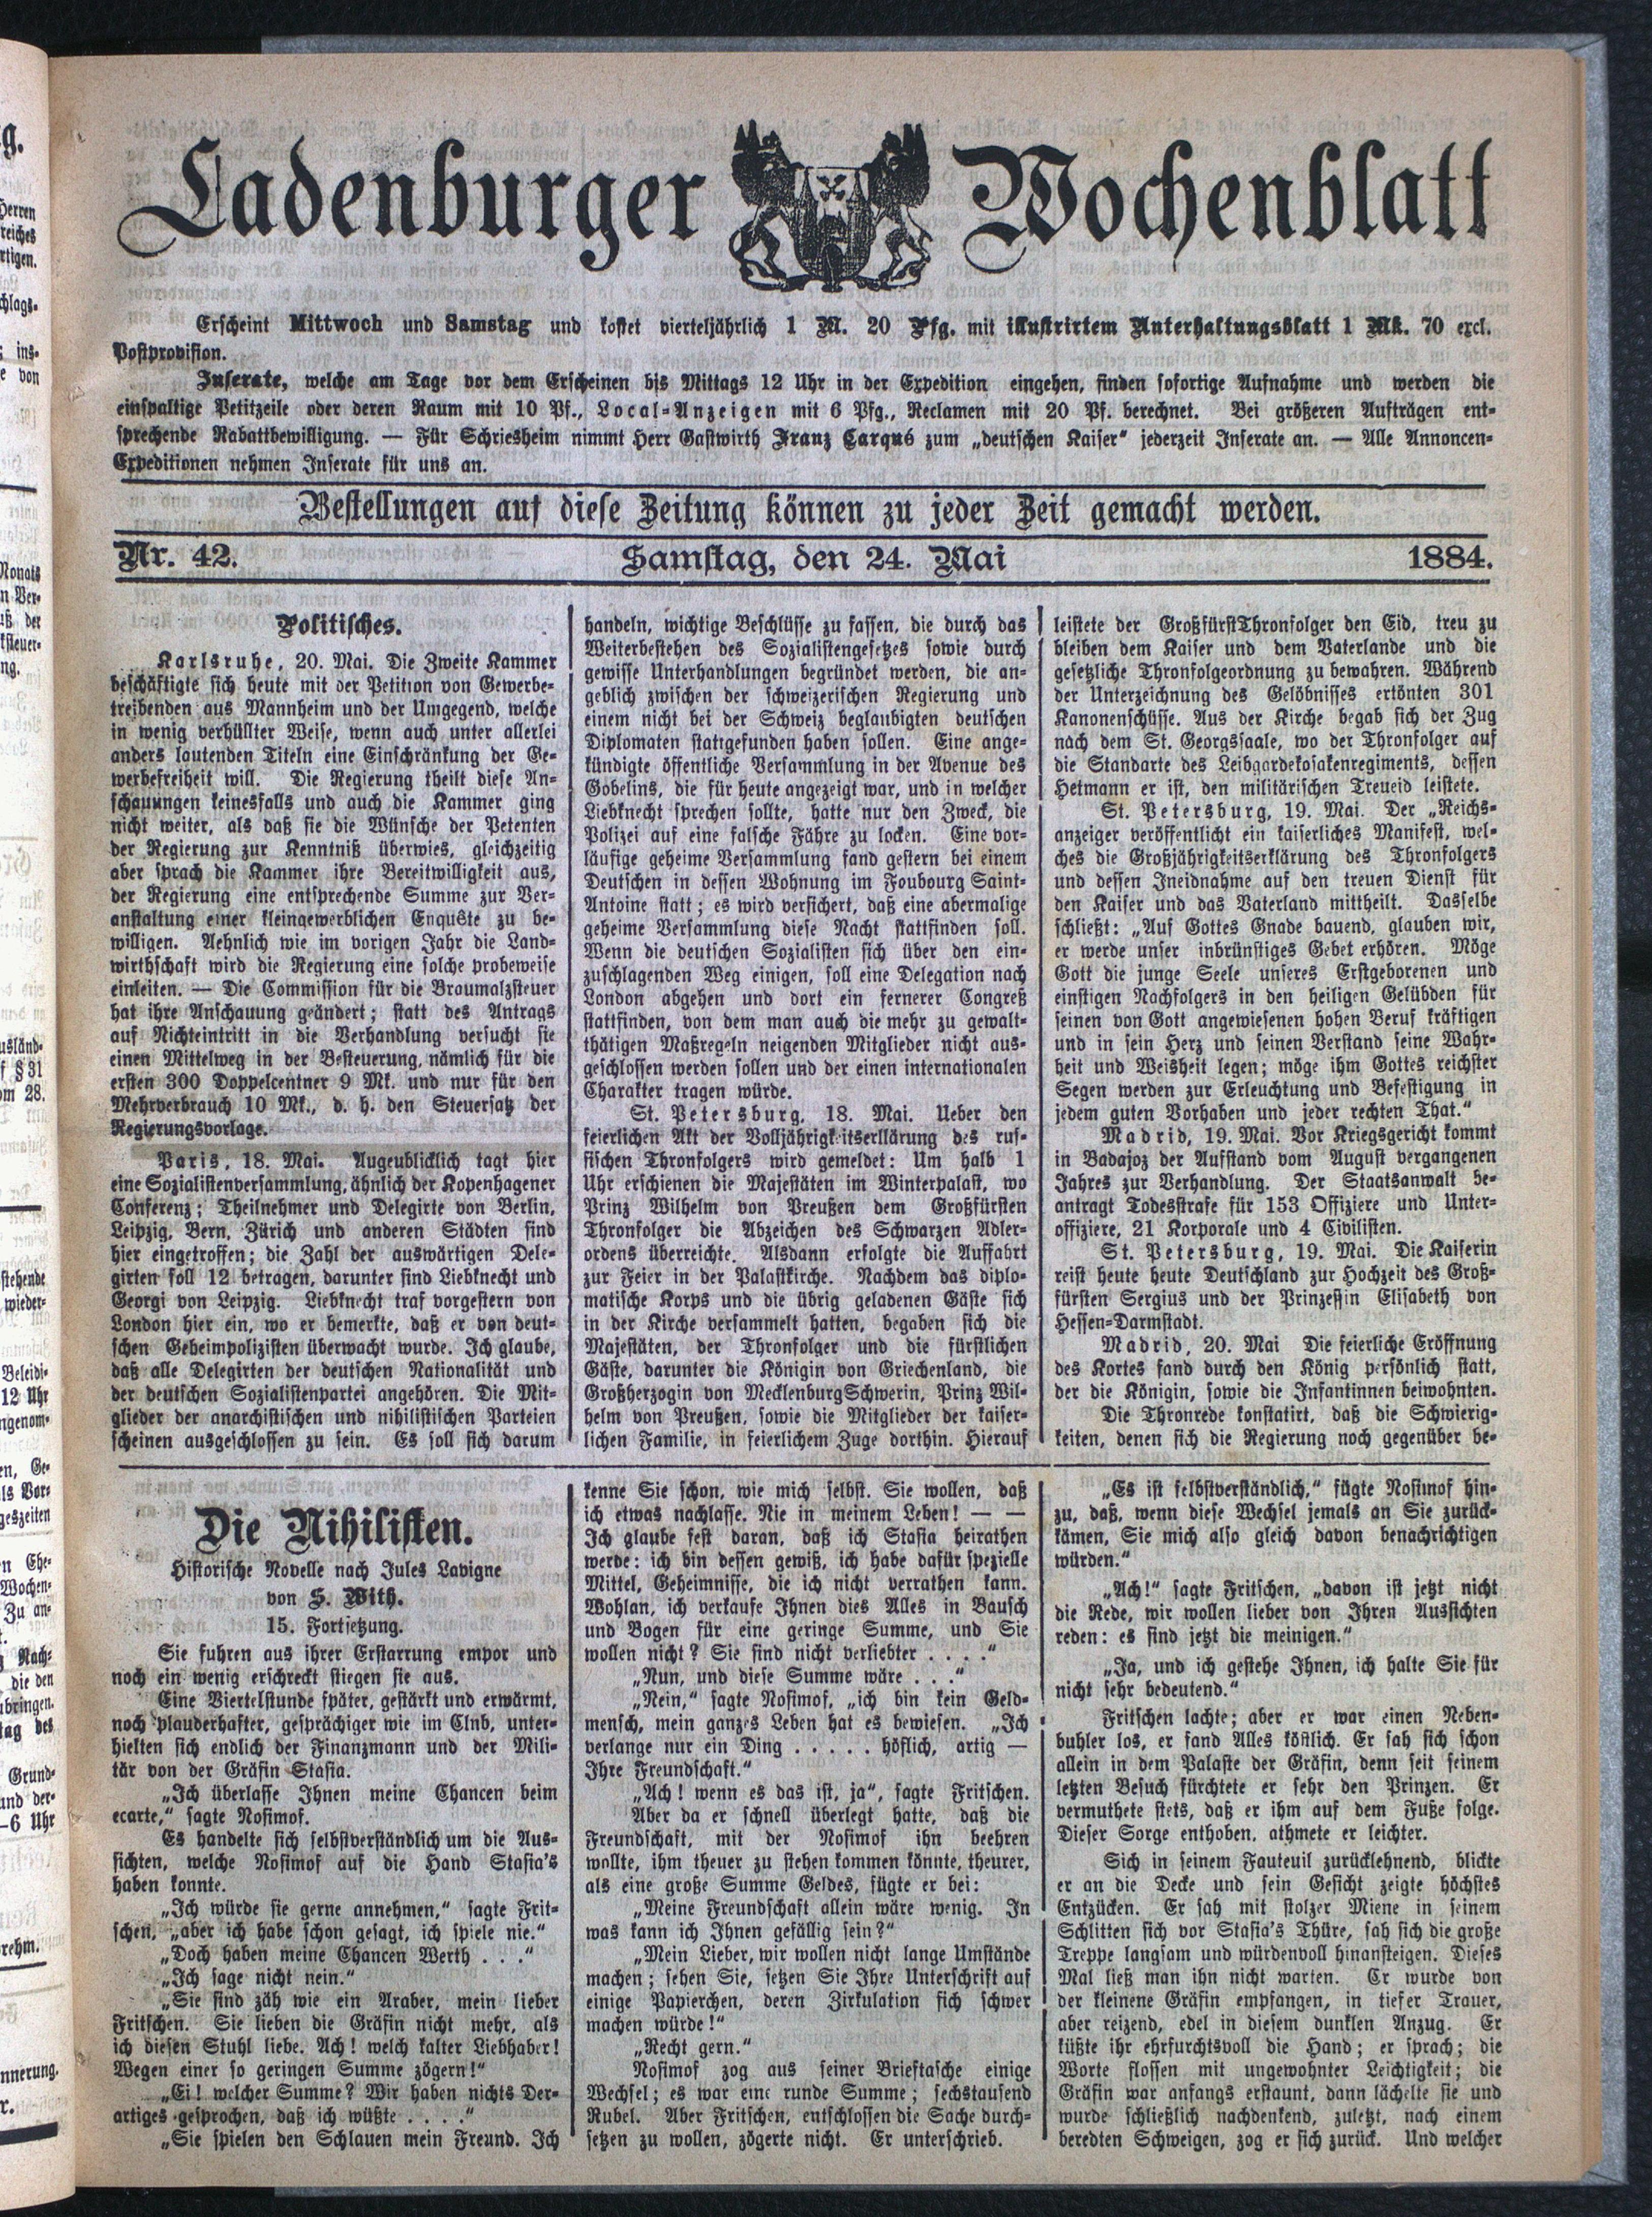 Ladenburger Wochenblatt
Erscheint Mittwoch und Samstag und kostet vierteljährlich 1 M. 20 Pfg. mit illustrirtem Unterhaltungsblatt 1 Mk. 70 excl.
Postprovision.
Inserate, welche am Tage vor dem Erscheinen bis Mittags 12 Uhr in der Expedition eingehen, finden sofortige Aufnahme und werden die
einspaltige Petitzeile oder deren Raum mit 10 Pf., Local-Anzeigen mit 6 Pfg., Reclamen mit 20 Pf. berechnet. Bei größeren Aufträgen ent-
sprechende Rabattbewilligung. — Für Schriesheim nimmt Herr Gastwirth Franz Carqué zum „deutschen Kaiser“ jederzeit Inserate an. — Alle Annoncen-
Expeditionen nehmen Inserate für uns an.
Bestellungen auf diese Zeitung können zu jeder Zeit gemacht werden.
Nr. 42. Samstag, den 24. Mai 1884.
Politisches.
Karlsruhe, 20. Mai. Die Zweite Kammer
beschäftigte sich heute mit der Petition von Gewerbe-
treibenden aus Mannheim und der Umgegend, welche
in wenig verhüllter Weise, wenn auch unter allerlei
anders lautenden Titeln eine Einschränkung der Ge-
werbefreiheit will. Die Regierung theilt diese An-
schauungen keinesfalls und auch die Kammer ging
nicht weiter, als daß sie die Wünsche der Petenten
der Regierung zur Kenntniß überwies, gleichzeitig
aber sprach die Kammer ihre Bereitwilligkeit aus,
der Regierung eine entsprechende Summe zur Ver-
anstaltung einer kleingewerblichen Enquête zu be-
willigen. Aehnlich wie im vorigen Jahr die Land-
wirthschaft wird die Regierung eine solche probeweise
einleiten. — Die Commission für die Braumalzsteuer
hat ihre Anschauung geändert; statt des Antrags
auf Nichteintritt in die Verhandlung versucht sie
einen Mittelweg in der Besteuerung, nämlich für die
ersten 300 Doppelcentner 9 Mk. und nur für den
Mehrverbrauch 10 Mk., d. h. den Steuersatz der
Regierungsvorlage.
Paris, 18. Mai. Augeublicklich tagt hier
eine Sozialistenversammlung, ähnlich der Kopenhagener
Conferenz; Theilnehmer und Delegirte von Berlin,
Leipzig, Bern, Zürich und anderen Städten sind
hier eingetroffen; die Zahl der auswärtigen Dele-
girten soll 12 betragen, darunter sind Liebknecht und
Georgi von Leipzig. Liebknecht traf vorgestern von
London hier ein, wo er bemerkte, daß er von deut-
schen Geheimpolizisten überwacht wurde. Ich glaube,
daß alle Delegirten der deutschen Nationalität und
der deutschen Sozialistenpartei angehören. Die Mit-
glieder der anarchistischen und nihilistischen Parteien
scheinen ausgeschlossen zu sein. Es soll sich darum
handeln, wichtige Beschlüsse zu fassen, die durch das
Weiterbestehen des Sozialistengesetzes sowie durch
gewisse Unterhandlungen begründet werden, die an-
geblich zwischen der schweizerischen Regierung und
einem nicht bei der Schweiz beglaubigten deutschen
Diplomaten stattgefunden haben sollen. Eine ange-
kündigte öffentliche Versammlung in der Avenue des
Gobelins, die für heute angezeigt war, und in welcher
Liebknecht sprechen sollte, hatte nur den Zweck, die
Polizei auf eine falsche Fähre zu locken. Eine vor-
läufige geheime Versammlung fand gestern bei einem
Deutschen in dessen Wohnung im Foubourg Saint-
Antoine statt; es wird versichert, daß eine abermalige
geheime Versammlung diese Nacht stattfinden soll.
Wenn die deutschen Sozialisten sich über den ein-
zuschlagenden Weg einigen, soll eine Delegation nach
London abgehen und dort ein fernerer Congreß
stattfinden, von dem man auch die mehr zu gewalt-
thätigen Maßregeln neigenden Mitglieder nicht aus-
geschlossen werden sollen und der einen internationalen
Charakter tragen würde.
St. Petersburg, 18. Mai. Ueber den
feierlichen Akt der Volljährigkeitserllärung des rus-
sischen Thronfolgers wird gemeldet: Um halb 1
Uhr erschienen die Majestäten im Winterpalast, wo
Prinz Wilhelm von Preußen dem Großfürsten
Thronfolger die Abzeichen des Schwarzen Adler-
ordens überreichte. Alsdann erfolgte die Auffahrt
zur Feier in der Palastkirche. Nachdem das diplo-
matische Korps und die übrig geladenen Gäste sich
in der Kirche versammelt hatten, begaben sich die
Majestäten, der Thronfolger und die fürstlichen
Gäste, darunter die Königin von Griechenland, die
Großherzogin von MecklenburgSchwerin, Prinz Wil-
helm von Preußen, sowie die Mitglieder der kaiser-
lichen Familie, in feierlichem Zuge dorthin. Hierauf
leistete der GroßfürstThronfolger den Eid, treu zu
bleiben dem Kaiser und dem Vaterlande und die
gesetzliche Thronfolgeordnung zu bewahren. Während
der Unterzeichnung des Gelöbnisses ertönten 301
Kanonenschüsse. Aus der Kirche begab sich der Zug
nach dem St. Georgssaale, wo der Thronfolger auf
die Standarte des Leibgardekosakenregiments, dessen
Hetmann er ist, den militärischen Treueid leistete.
St. Petersburg, 19. Mai. Der „Reichs-
anzeiger veröffentlicht ein kaiserliches Manifest, wel-
ches die Großjährigkeitserklärung des Thronfolgers
und dessen Ineidnahme auf den treuen Dienst für
den Kaiser und das Vaterland mittheilt. Dasselbe
schließt: „Auf Gottes Gnade bauend, glauben wir,
er werde unser inbrünstiges Gebet erhören. Möge
Gott die junge Seele unseres Erstgeborenen und
einstigen Nachfolgers in den heiligen Gelübden für
seinen von Gott angewiesenen hohen Beruf kräftigen
und in sein Herz und seinen Verstand seine Wahr-
heit und Weisheit legen; möge ihm Gottes reichster
Segen werden zur Erleuchtung und Befestigung in
jedem guten Vorhaben und jeder rechten That.“
Madrid, 19. Mai. Vor Kriegsgericht kommt
in Badajoz der Aufstand vom August vergangenen
Jahres zur Verhandlung. Der Staatsanwalt be-
antragt Todesstrafe für 153 Offiziere und Unter-
offiziere, 21 Korporale und 4 Civilisten.
St. Petersburg, 19. Mai. Die Kaiserin
reist heute heute Deutschland zur Hochzeit des Groß-
fürsten Sergius und der Prinzessin Elisabeth von
Hessen-Darmstadt.
Madrid, 20. Mai Die feierliche Eröffnung
des Kortes fand durch den König persönlich statt,
der die Königin, sowie die Infantinnen beiwohnten.
Die Thronrede konstatirt, daß die Schwierig-
keiten, denen sich die Regierung noch gegenüber be-
Die Nihilisten.
Historische Novelle nach Jules Lavigne
von S. With.
15. Fortsetzung.
Sie fuhren aus ihrer Erstarrung empor und
noch ein wenig erschreckt stiegen sie aus.
Eine Viertelstunde später, gestärkt und erwärmt,
noch plauderhafter, gesprächiger wie im Clnb, unter-
hielten sich endlich der Finanzmann und der Mili-
tär von der Gräfin Stasia.
„Ich überlasse Ihnen meine Chancen beim
ecarte,“ sagte Nosimof.
Es handelte sich selbstverständlich um die Aus-
sichten, welche Nosimof auf die Hand Stasia's
haben konnte.
„Ich würde sie gerne annehmen,“ sagte Frit-
schen, „aber ich habe schon gesagt, ich spiele nie.“
„Doch haben meine Chancen Werth . . .“
„Ich sage nicht nein.“
„Sie sind zäh wie ein Araber, mein lieber
Fritschen. Sie lieben die Gräfin nicht mehr, als
ich diesen Stuhl liebe. Ach! welch kalter Liebhaber!
Wegen einer so geringen Summe zögern!“
„Ei! welcher Summe? Wir haben nichts Der-
artiges gesprochen, daß ich wüßte . . . .“
„Sie spielen den Schlauen mein Freund. Ich
kenne Sie schon, wie mich selbst. Sie wollen, daß
ich etwas nachlasse. Nie in meinem Leben! — —
Ich glaube fest daran, daß ich Stasia heirathen
werde: ich bin dessen gewiß, ich habe dafür spezielle
Mittel, Geheimnisse, die ich nicht verrathen kann.
Wohlan, ich verkaufe Ihnen dies Alles in Bausch
und Bogen für eine geringe Summe, und Sie
wollen nicht? Sie sind nicht verliebter . . . .“
„Nun, und diese Summe wäre . . .“
„Nein,“ sagte Nosimof, „ich bin kein Geld-
mensch, mein ganzes Leben hat es bewiesen. „Ich
verlange nur ein Ding . . . . . höflich, artig —
Ihre Freundschaft.“
„Ach! wenn es das ist, ja“, sagte Fritschen.
Aber da er schnell überlegt hatte, daß die
Freundschaft, mit der Nosimof ihn beehren
wollte, ihm theuer zu stehen kommen könnte, theurer,
als eine große Summe Geldes, fügte er bei:
„Meine Freundschaft allein wäre wenig. In
was kann ich Ihnen gefällig sein?“
„Mein Lieber, wir wollen nicht lange Umstände
machen; sehen Sie, setzen Sie Ihre Unterschrift auf
einige Papierchen, deren Zirkulation sich schwer
machen würde!“
„Recht gern.“
Nosimof zog aus seiner Brieftasche einige
Wechsel; es war eine runde Summe; sechstausend
Rubel. Aber Fritschen, entschlossen die Sache durch-
setzen zu wollen, zögerte nicht. Er unterschrieb.
„Es ist selbstverständlich,“ fügte Nosimof hin-
zu, daß, wenn diese Wechsel jemals an Sie zurück-
kämen, Sie mich also gleich davon benachrichtigen
würden.“
„Ach!“ sagte Fritschen, „davon ist jetzt nicht
die Rede, wir wollen lieber von Ihren Aussichten
reden: es sind jetzt die meinigen.“
„Ja, und ich gestehe Ihnen, ich halte Sie für
nicht sehr bedeutend.“
Fritschen lachte; aber er war einen Neben-
buhler los, er fand Alles köstlich. Er sah sich schon
allein in dem Palaste der Gräfin, denn seit seinem
letzten Besuch fürchtete er sehr den Prinzen. Er
vermuthete stets, daß er ihm auf dem Fuße folge.
Dieser Sorge enthoben, athmete er leichter.
Sich in seinem Fauteuil zurücklehnend, blickte
er an die Decke und sein Gesicht zeigte höchstes
Entzücken. Er sah mit stolzer Miene in seinem
Schlitten sich vor Stasia's Thüre, sah sich die große
Treppe langsam und würdenvoll hinansteigen. Dieses
Mal ließ man ihn nicht warten. Er wurde von
der kleinene Gräfin empfangen, in tiefer Trauer,
aber reizend, edel in diesem dunklen Anzug. Er
küßte ihr ehrfurchtsvoll die Hand; er sprach; die
Worte flossen mit ungewohnter Leichtigkeit; die
Gräfin war anfangs erstaunt, dann lächelte sie und
wurde schließlich nachdenkend, zuletzt, nach einem
beredten Schweigen, zog er sich zurück. Und welcher